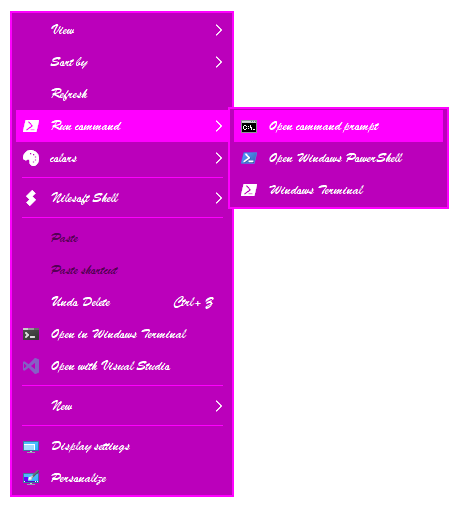 View
Sort by
Refresh
Run command
colors
Nilesoft Shell
Paste
Paste shortcut
Undo Delete Ctrl+ Z
Open in Windows Terminal
Open with Visual Studio
New
Display settings
Personalize
Open command prompt
Open Windows PowerShell
Windows Terminal